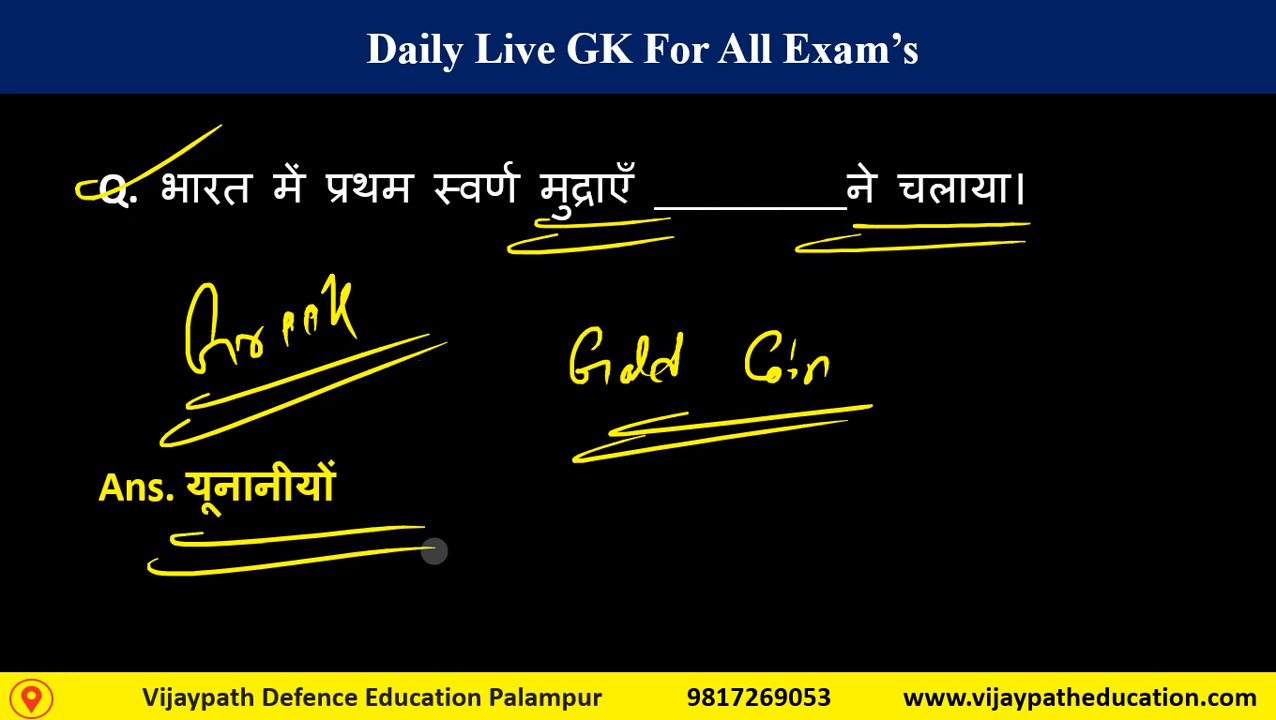 Daily Live GK For All Exam's
Q. भारत में प्रथम स्वर्ण मुद्राएँ _________ने चलाया।
Greek
Gold Coin
Ans. यूनानीयों
Vijaypath Defence Education Palampur 9817269053 www.vijaypatheducation.com